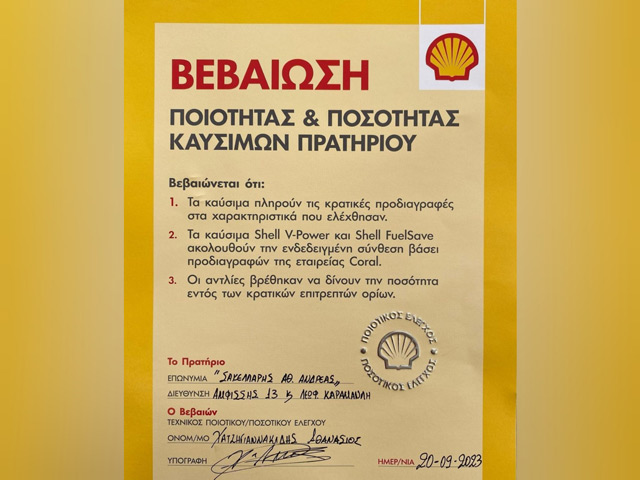 ΒΕΒΑΙΩΣΗ
ΠΟΙΟΤΗΤΑΣ & ΠΟΣΟΤΗΤΑΣ
ΚΑΥΣΙΜΩΝ ΠΡΑΤΗΡΙΟΥ
Βεβαιώνεται ότι:
1. Τα καύσιμα πληρούν τις κρατικές προδιαγραφές
στα χαρακτηριστικά που ελέχθησαν.
2. Τα καύσιμα Shell V-Power και Shell FuelSave
ακολουθούν την ενδεδειγμένη σύνθεση βάσει
προδιαγραφών της εταιρείας Coral.
3. Οι αντλίες βρέθηκαν να δίνουν την ποσότητα
εντός των κρατικών επιτρεπτών ορίων.
ΠΟΙΟΤΙΚΟΣ ΕΛΕΓΧΟΣ
ΠΟΣΟΤΙΚΟΣ ΕΛΕΓΧΟΣ
Το Πρατήριο
ΕΠΩΝΥΜΙΑ "ΣΑΚΕΜΑΡΗΣ ΑΘ. ΑΝΔΡΕΑΣ"
ΔΙΕΥΘΥΝΣΗ ΑΜΦΙΣΣΗΣ 13 Κ ΛΕΩΦ ΚΑΡΑΜΑΝΛΗ
Ο Βεβαιών
ΤΕΧΝΙΚΟΣ ΠΟΙΟΤΙΚΟΥ/ΠΟΣΟΤΙΚΟΥ ΕΛΕΓΧΟΥ
ΟΝΟΜ/ΜΟ ΧΑΤΖΗΓΙΑΝΝΑΚΙΔΗΣ ΑΘΑΝΑΣΙΟΣ
ΥΠΟΓΡΑΦΗ
ΗΜΕΡ/ΝΙΑ 20-09-2023